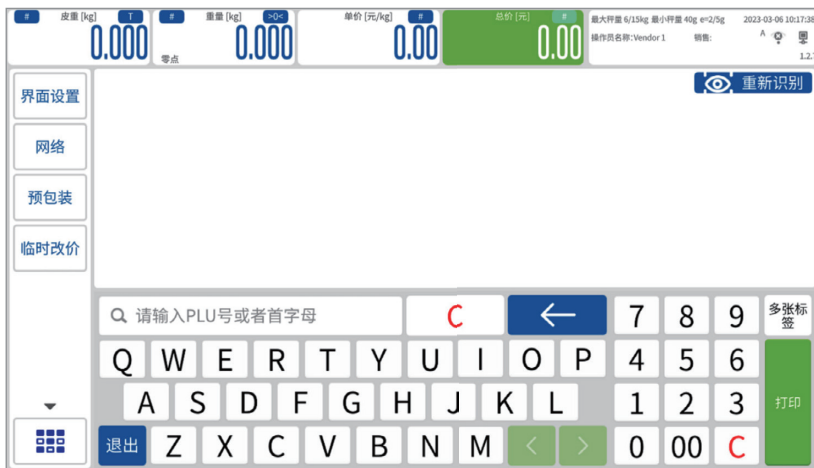 # 皮重 [kg] T
0.000
# 重量 [kg] >0<
0.000
零点
单价 [元/kg] #
0.00
总价 [元] #
0.00
最大秤量 6/15kg 最小秤量 40g e=2/5g 2023-03-06 10:17:38
操作员名称:Vendor 1 销售: A
1.2.
界面设置
网络
预包装
临时改价
重新识别
请输入PLU号或者首字母 C ← 7 8 9 多张标签
Q W E R T Y U I O P 4 5 6
A S D F G H J K L 1 2 3 打印
退出 Z X C V B N M < > 0 00 C